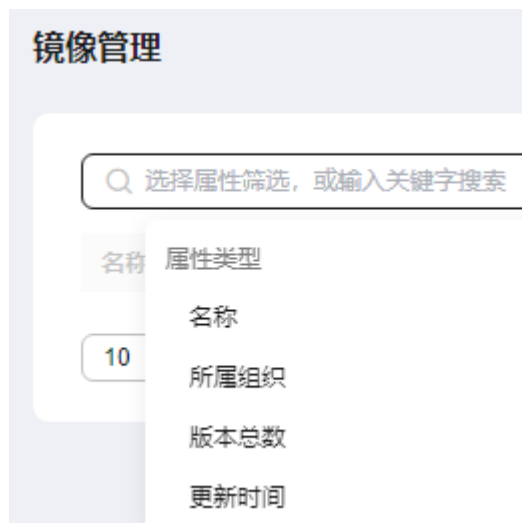 镜像管理
选择属性筛选，或输入关键字搜索
名称
属性类型
名称
10
所属组织
版本总数
更新时间